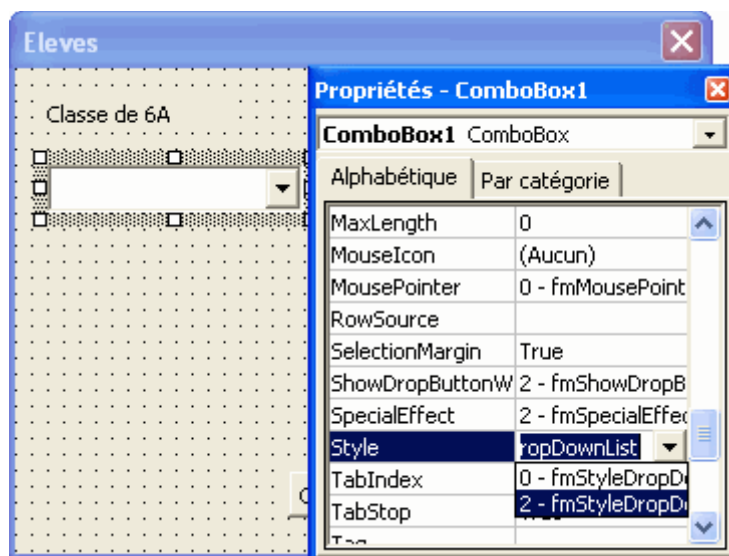 Eleves
Classe de 6A
Propriétés - ComboBox1
ComboBox1 ComboBox
Alphabétique Par catégorie
MaxLength 0
MouseIcon (Aucun)
MousePointer 0 - fmMousePoint
RowSource
SelectionMargin True
ShowDropButtonW 2 - fmShowDropB
SpecialEffect 2 - fmSpecialEffec
Style ropDownList
TabIndex 0 - fmStyleDropD
TabStop 2 - fmStyleDropD